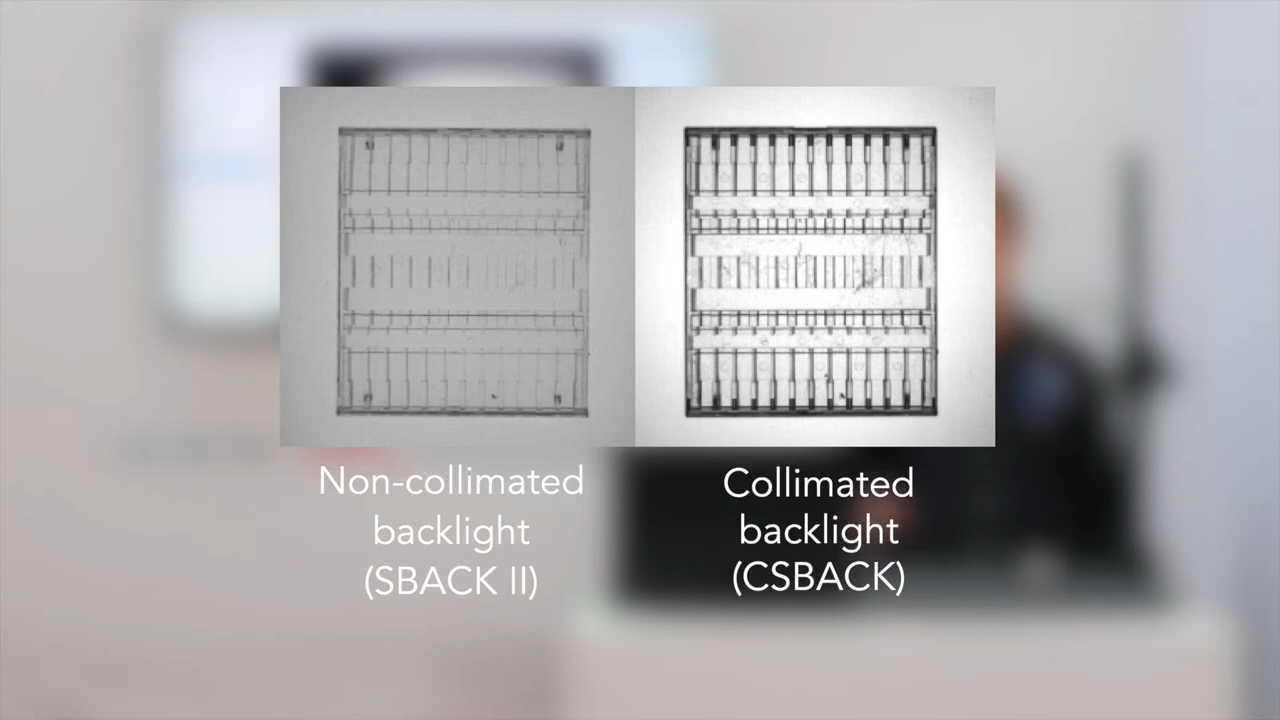 Non-collimated
backlight
(SBACK II)
Collimated
backlight
(CSBACK)